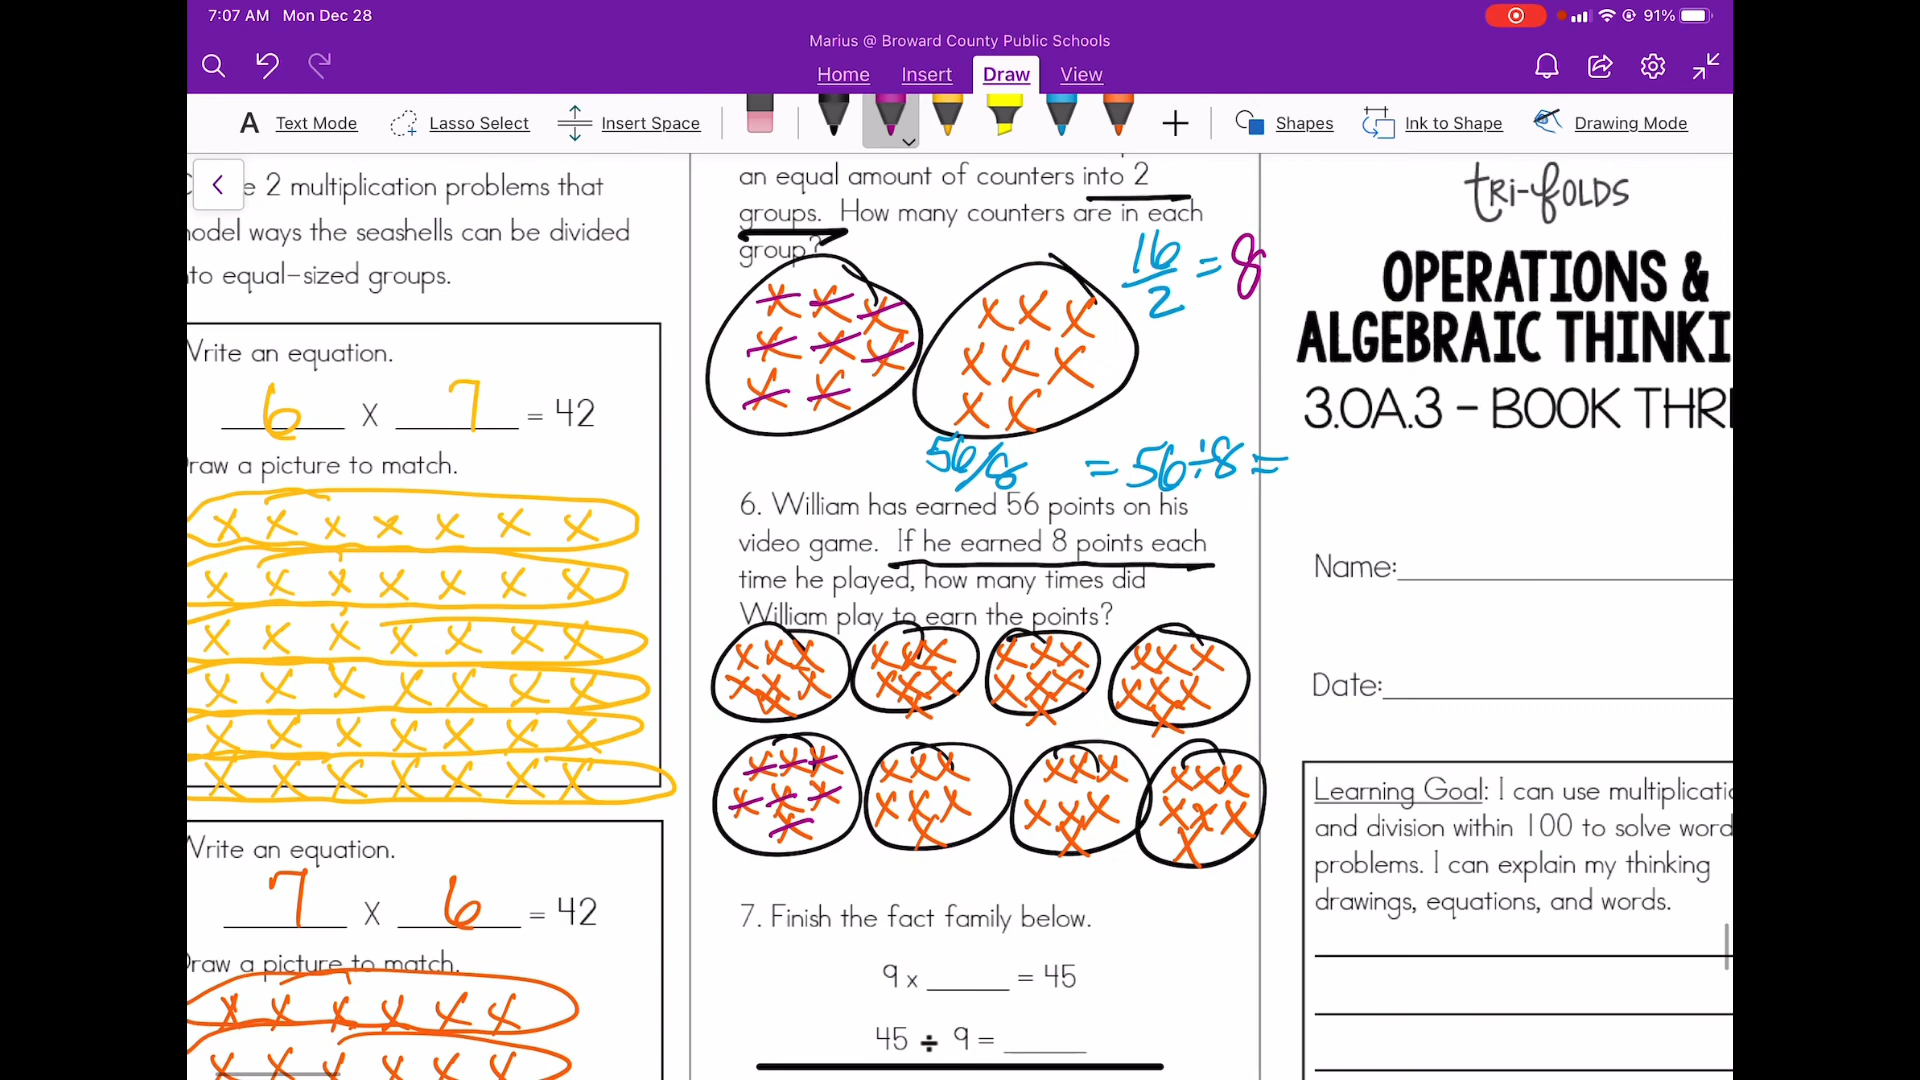 7:07 AM Mon Dec 28
91%
Marius @ Broward County Public Schools
Home Insert Draw View
A Text Mode Lasso Select Insert Space Shapes Ink to Shape Drawing Mode
e 2 multiplication problems that
odel ways the seashells can be divided
to equal-sized groups.
Write an equation.
6 X 7 = 42
raw a picture to match.
X X X X X X X
X X X X X X X
X X X X X X X
X X X X X X X
X X X X X X X
X X X X X X X
Write an equation.
7 X 6 = 42
raw a picture to match.
X X X X X X
X X X X X X
an equal amount of counters into 2
groups. How many counters are in each
group?
16/2 = 8
X X X X X X
X X X X X X
X X X X
56/8 = 56÷8 =
6. William has earned 56 points on his
video game. If he earned 8 points each
time he played, how many times did
William play to earn the points?
X X X X X X X X X X X X
X X X X X X X X X X X X
X X X X
X X X X X X X X X X X X
X X X X X X X X X X X X
X X X X
7. Finish the fact family below.
9 x ____ = 45
45 ÷ 9 = ____
TRi-FOLDS
OPERATIONS &
ALGEBRAIC THINKI
3.OA.3 - BOOK THR
Name:
Date:
Learning Goal: I can use multiplicati
and division within 100 to solve word
problems. I can explain my thinking
drawings, equations, and words.